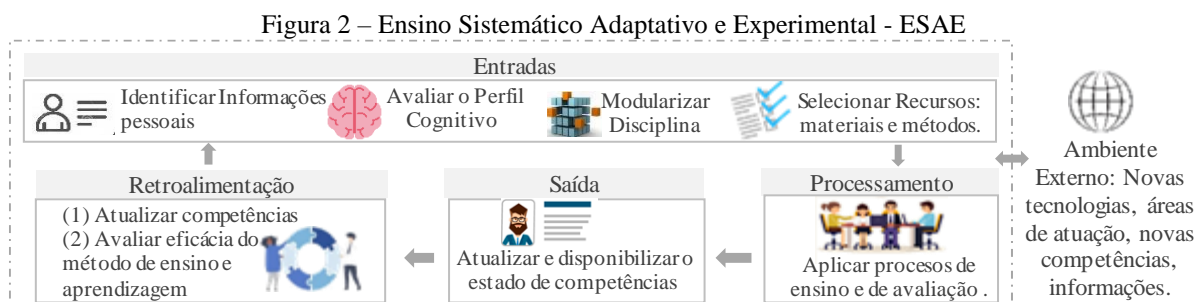 Figura 2 – Ensino Sistemático Adaptativo e Experimental - ESAE
Entradas
Identificar Informações
pessoais
Avaliar o Perfil
Cognitivo
Modularizar
Disciplina
Selecionar Recursos:
materiais e métodos.
Retroalimentação
(1) Atualizar competências
(2) Avaliar eficácia do
método de ensino e
aprendizagem
Saída
Atualizar e disponibilizar o
estado de competências
Processamento
Aplicar procesos de
ensino e de avaliação .
Ambiente
Externo: Novas
tecnologias, áreas
de atuação, novas
competências,
informações.